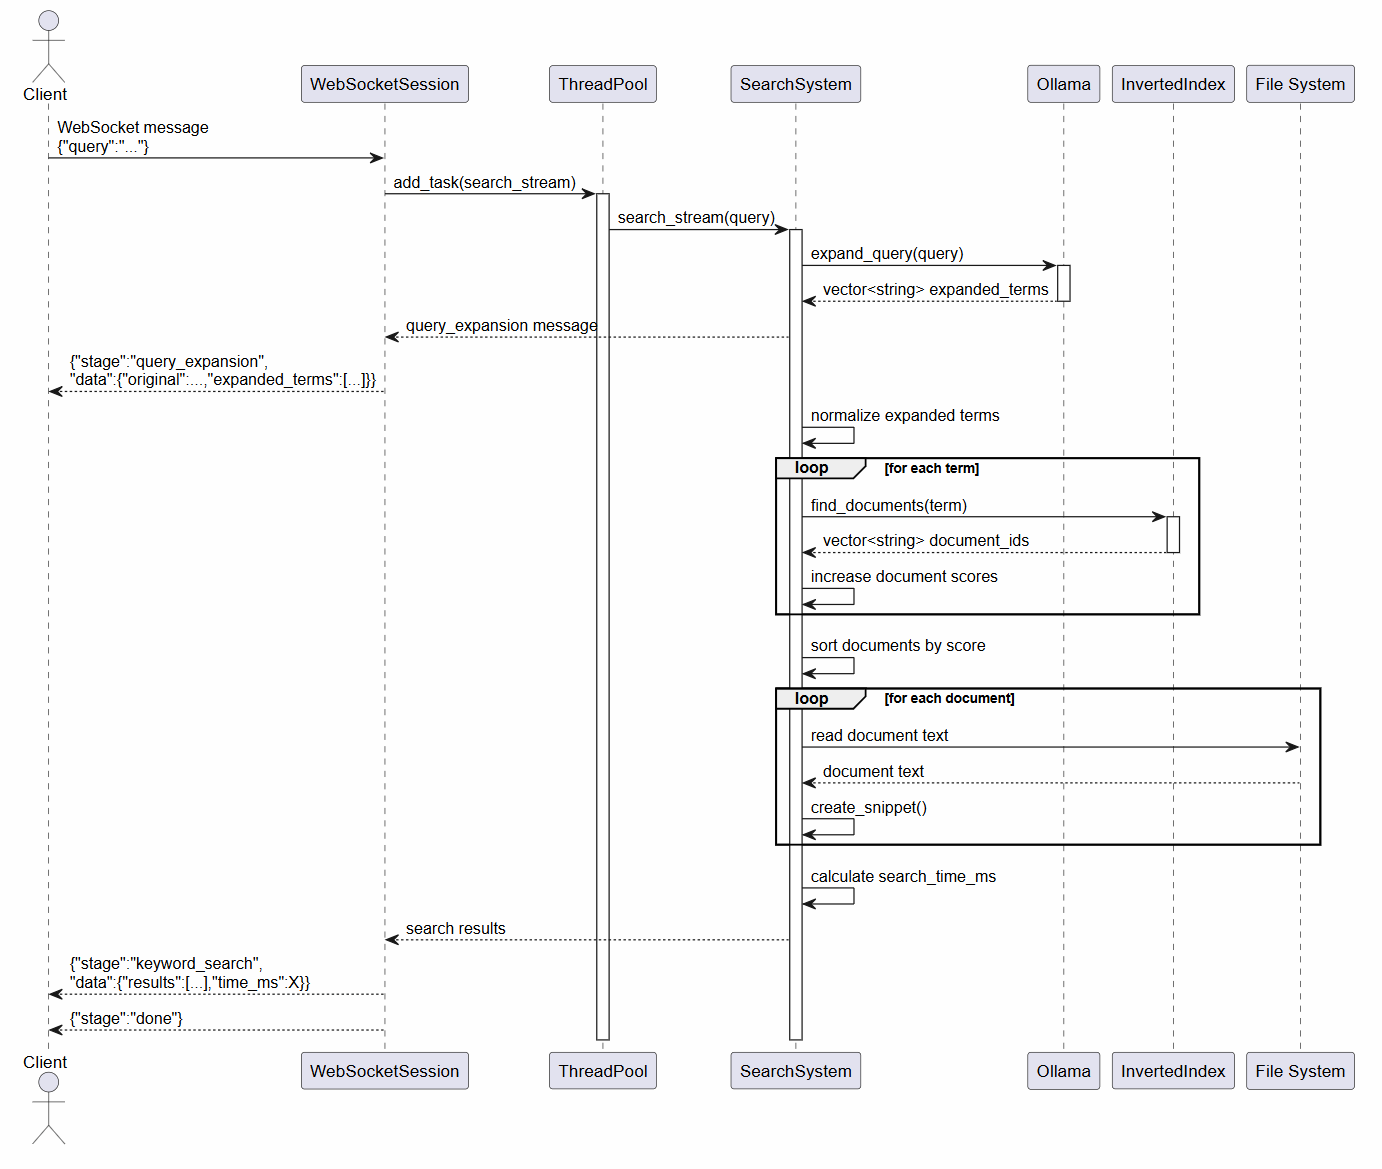 Client
WebSocketSession
ThreadPool
SearchSystem
Ollama
InvertedIndex
File System
WebSocket message
{"query":"..."}
add_task(search_stream)
search_stream(query)
expand_query(query)
vector<string> expanded_terms
query_expansion message
{"stage":"query_expansion",
"data":{"original":...,"expanded_terms":[...]}}
normalize expanded terms
loop
[for each term]
find_documents(term)
vector<string> document_ids
increase document scores
sort documents by score
loop
[for each document]
read document text
document text
create_snippet()
calculate search_time_ms
search results
{"stage":"keyword_search",
"data":{"results":[...],"time_ms":X}}
{"stage":"done"}
Client
WebSocketSession
ThreadPool
SearchSystem
Ollama
InvertedIndex
File System